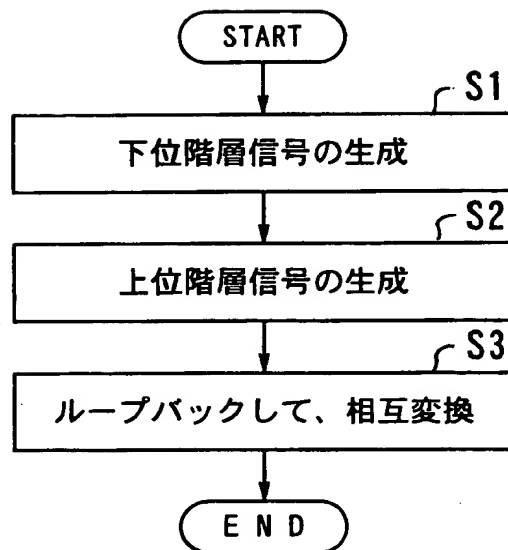 START
S1
下位階層信号の生成
S2
上位階層信号の生成
S3
ループバックして、相互変換
END